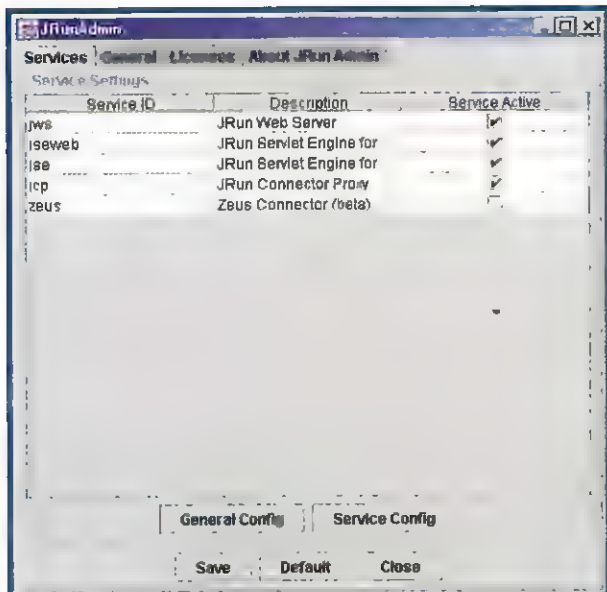 JRunAdmin
Services General Licenses About JRun Admin
Service Settings
Service ID Description Service Active
jws JRun Web Server
jseweb JRun Servlet Engine for
jse JRun Servlet Engine for
jcp JRun Connector Proxy
zeus Zeus Connector (beta)
General Config Service Config
Save Default Close